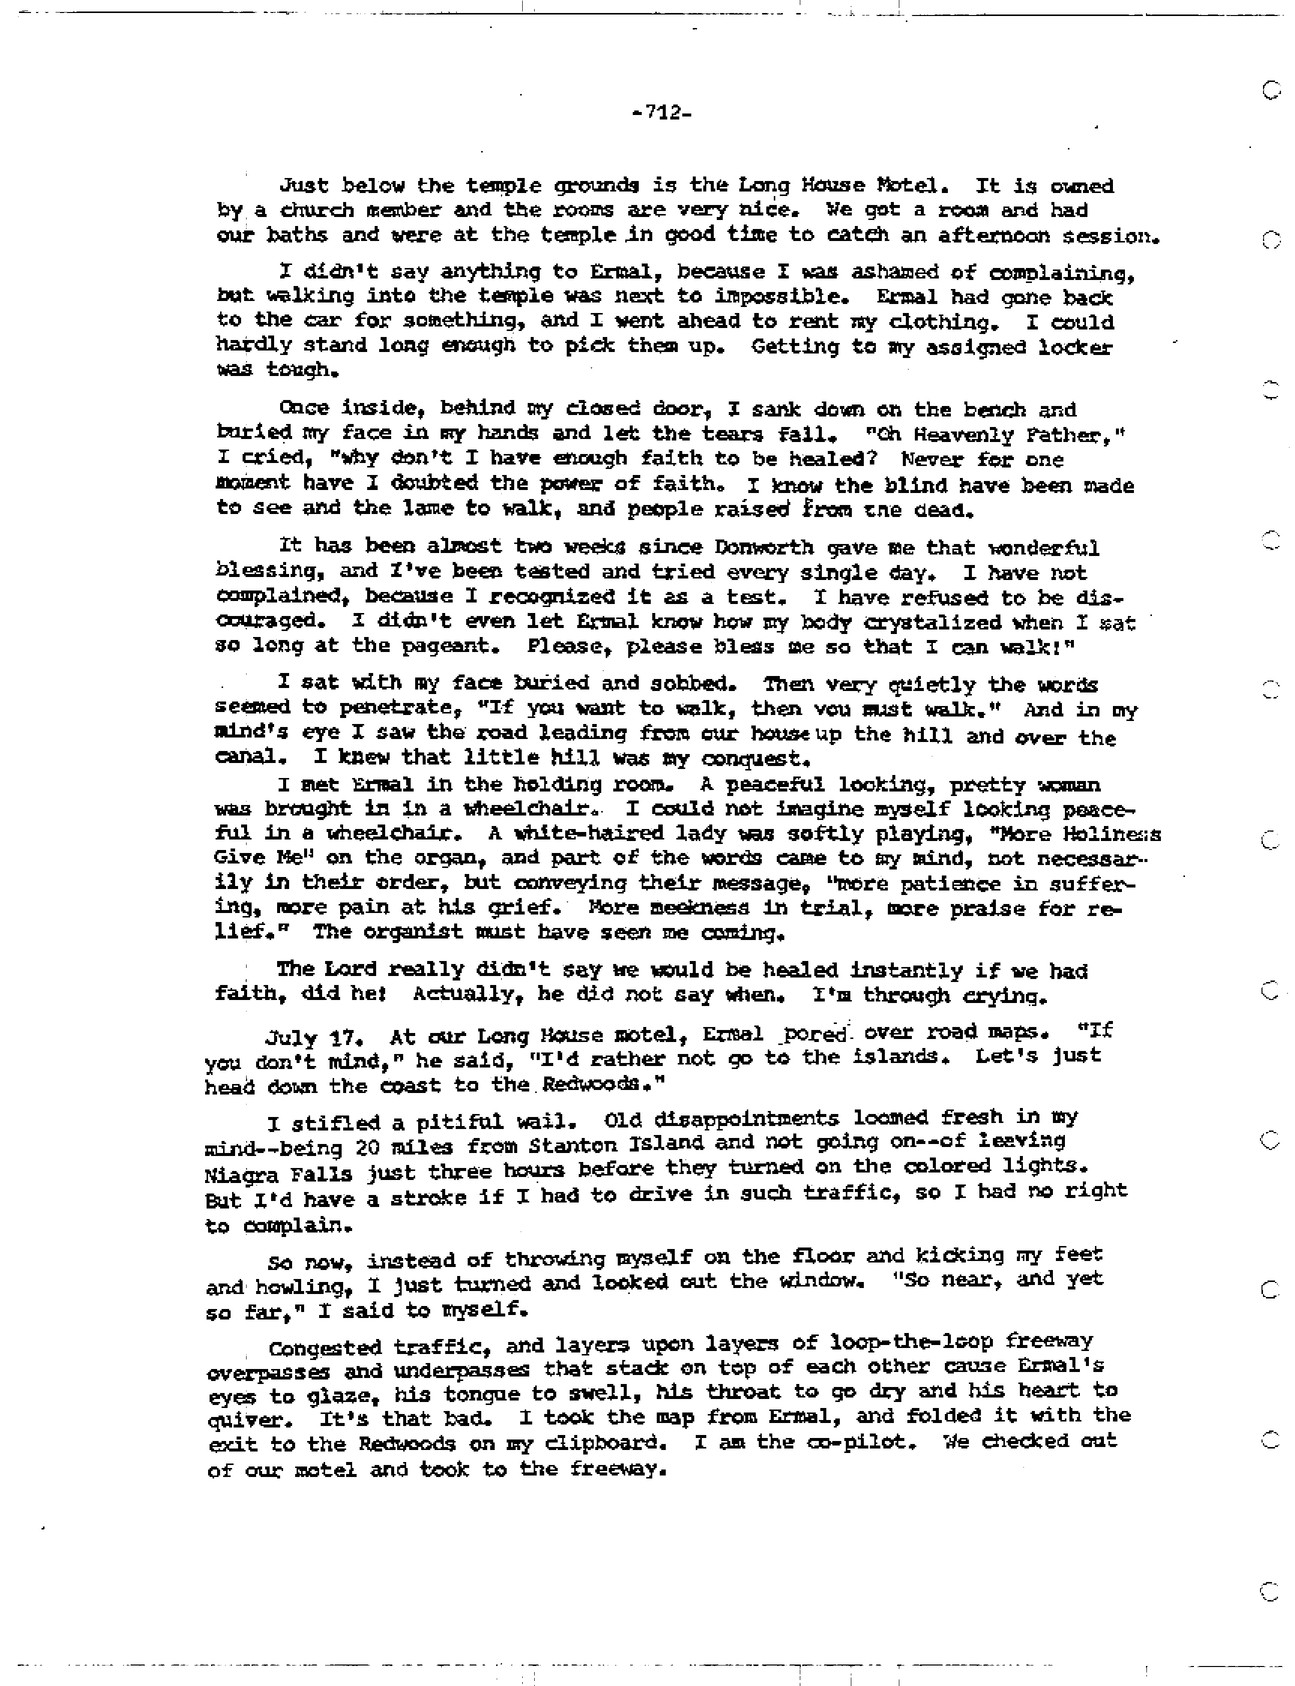 -712-
Just below the temple grounds is the Long House Motel. It is owned
by a church member and the rooms are very nice. We got a room and had
our baths and were at the temple in good time to catch an afternoon session.
I didn't say anything to Ermal, because I was ashamed of complaining,
but walking into the temple was next to impossible. Ermal had gone back
to the car for something, and I went ahead to rent my clothing. I could
hardly stand long enough to pick them up. Getting to my assigned locker
was tough.
Once inside, behind my closed door, I sank down on the bench and
buried my face in my hands and let the tears fall. "Oh Heavenly Father,"
I cried, "why don't I have enough faith to be healed? Never for one
moment have I doubted the power of faith. I know the blind have been made
to see and the lame to walk, and people raised from the dead.
It has been almost two weeks since Donworth gave me that wonderful
blessing, and I've been tested and tried every single day. I have not
complained, because I recognized it as a test. I have refused to be dis-
couraged. I didn't even let Ermal know how my body crystalized when I sat
so long at the pageant. Please, please bless me so that I can walk!"
I sat with my face buried and sobbed. Then very quietly the words
seemed to penetrate, "If you want to walk, then you must walk." And in my
mind's eye I saw the road leading from our house up the hill and over the
canal. I knew that little hill was my conquest.
I met Ermal in the holding room. A peaceful looking, pretty woman
was brought in in a wheelchair. I could not imagine myself looking peace-
ful in a wheelchair. A white-haired lady was softly playing, "More Holiness
Give Me" on the organ, and part of the words came to my mind, not necessar-
ily in their order, but conveying their message, "more patience in suffer-
ing, more pain at his grief. More meekness in trial, more praise for re-
lief." The organist must have seen me coming.
The Lord really didn't say we would be healed instantly if we had
faith, did he! Actually, he did not say when. I'm through crying.
July 17. At our Long House motel, Ermal pored over road maps. "If
you don't mind," he said, "I'd rather not go to the islands. Let's just
head down the coast to the Redwoods."
I stifled a pitiful wail. Old disappointments loomed fresh in my
mind--being 20 miles from Stanton Island and not going on--of leaving
Niagra Falls just three hours before they turned on the colored lights.
But I'd have a stroke if I had to drive in such traffic, so I had no right
to complain.
So now, instead of throwing myself on the floor and kicking my feet
and howling, I just turned and looked out the window. "So near, and yet
so far," I said to myself.
Congested traffic, and layers upon layers of loop-the-loop freeway
overpasses and underpasses that stack on top of each other cause Ermal's
eyes to glaze, his tongue to swell, his throat to go dry and his heart to
quiver. It's that bad. I took the map from Ermal, and folded it with the
exit to the Redwoods on my clipboard. I am the co-pilot. We checked out
of our motel and took to the freeway.